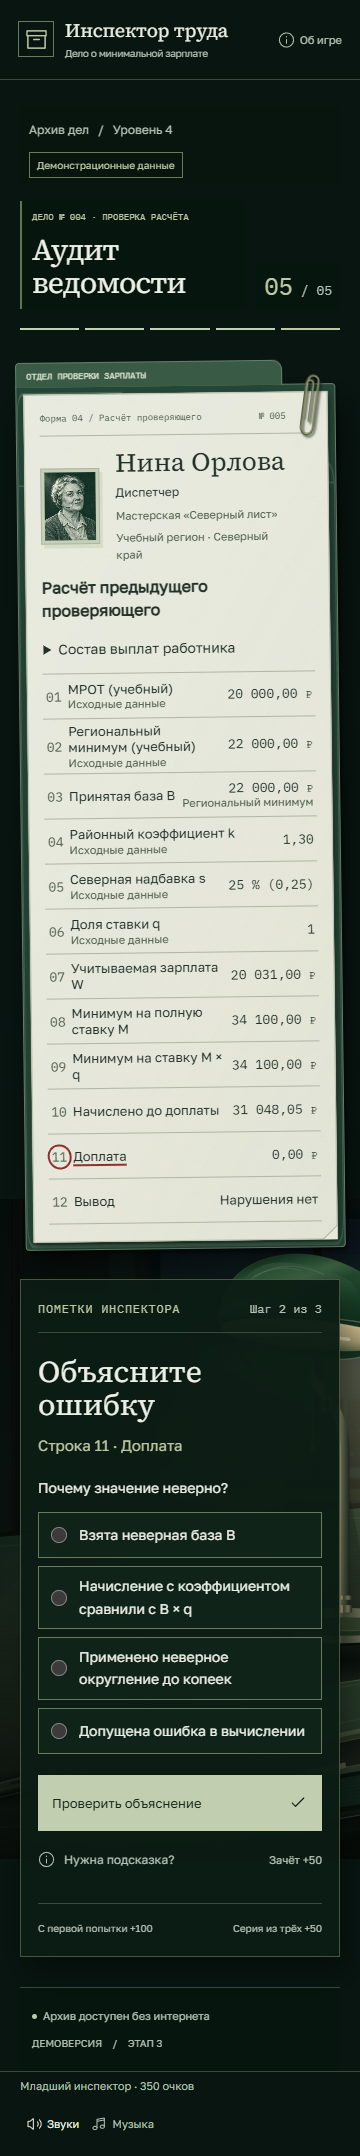 Инспектор труда
Дело о минимальной зарплате
Об игре
Архив дел / Уровень 4
Демонстрационные данные
ДЕЛО № 004 · ПРОВЕРКА РАСЧЁТА
Аудит
ведомости
05 / 05
ОТДЕЛ ПРОВЕРКИ ЗАРПЛАТЫ
Форма 04 / Расчёт проверяющего
№ 005
Нина Орлова
Диспетчер
Мастерская «Северный лист»
Учебный регион · Северный
край
Расчёт предыдущего
проверяющего
Состав выплат работника
01 МРОТ (учебный) 20 000,00 ₽
Исходные данные
02 Региональный
минимум (учебный) 22 000,00 ₽
Исходные данные
03 Принятая база B 22 000,00 ₽
Региональный минимум
04 Районный коэффициент k 1,30
Исходные данные
05 Северная надбавка s 25 % (0,25)
Исходные данные
06 Доля ставки q 1
Исходные данные
07 Учитываемая зарплата
W 20 031,00 ₽
08 Минимум на полную
ставку M 34 100,00 ₽
09 Минимум на ставку M ×
q 34 100,00 ₽
10 Начислено до доплаты 31 048,05 ₽
11 Доплата 0,00 ₽
12 Вывод Нарушения нет
ПОМЕТКИ ИНСПЕКТОРА
Шаг 2 из 3
Объясните
ошибку
Строка 11 · Доплата
Почему значение неверно?
Взята неверная база B
Начисление с коэффициентом
сравнили с B × q
Применено неверное
округление до копеек
Допущена ошибка в вычислении
Проверить объяснение
Нужна подсказка?
Зачёт +50
С первой попытки +100
Серия из трёх +50
Архив доступен без интернета
ДЕМОВЕРСИЯ / ЭТАП 3
Младший инспектор · 350 очков
Звуки
Музыка